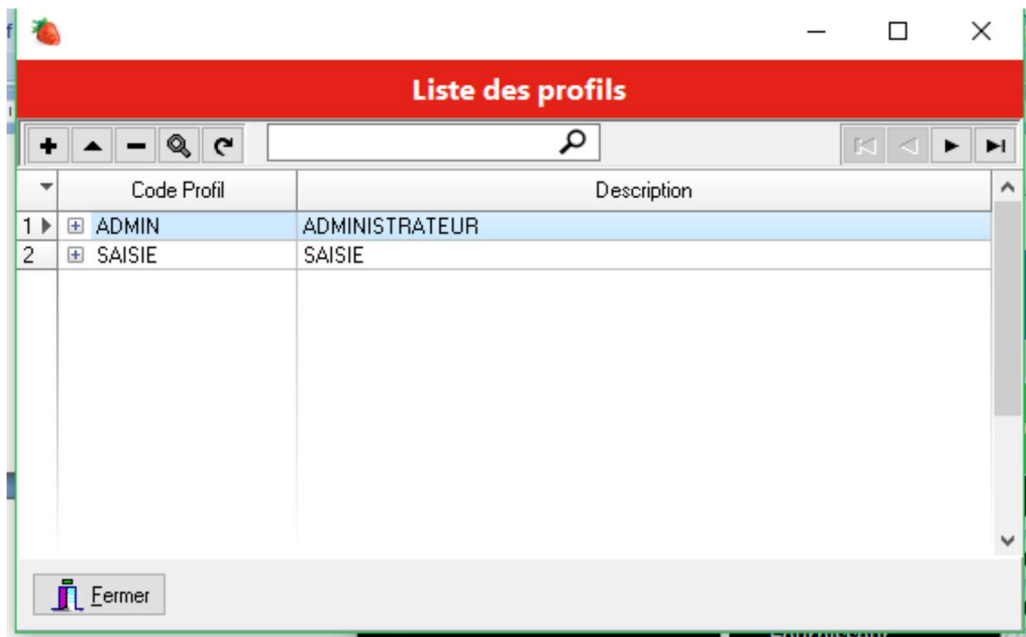 Liste des profils
Code Profil Description
1 ADMIN ADMINISTRATEUR
2 SAISIE SAISIE
Fermer